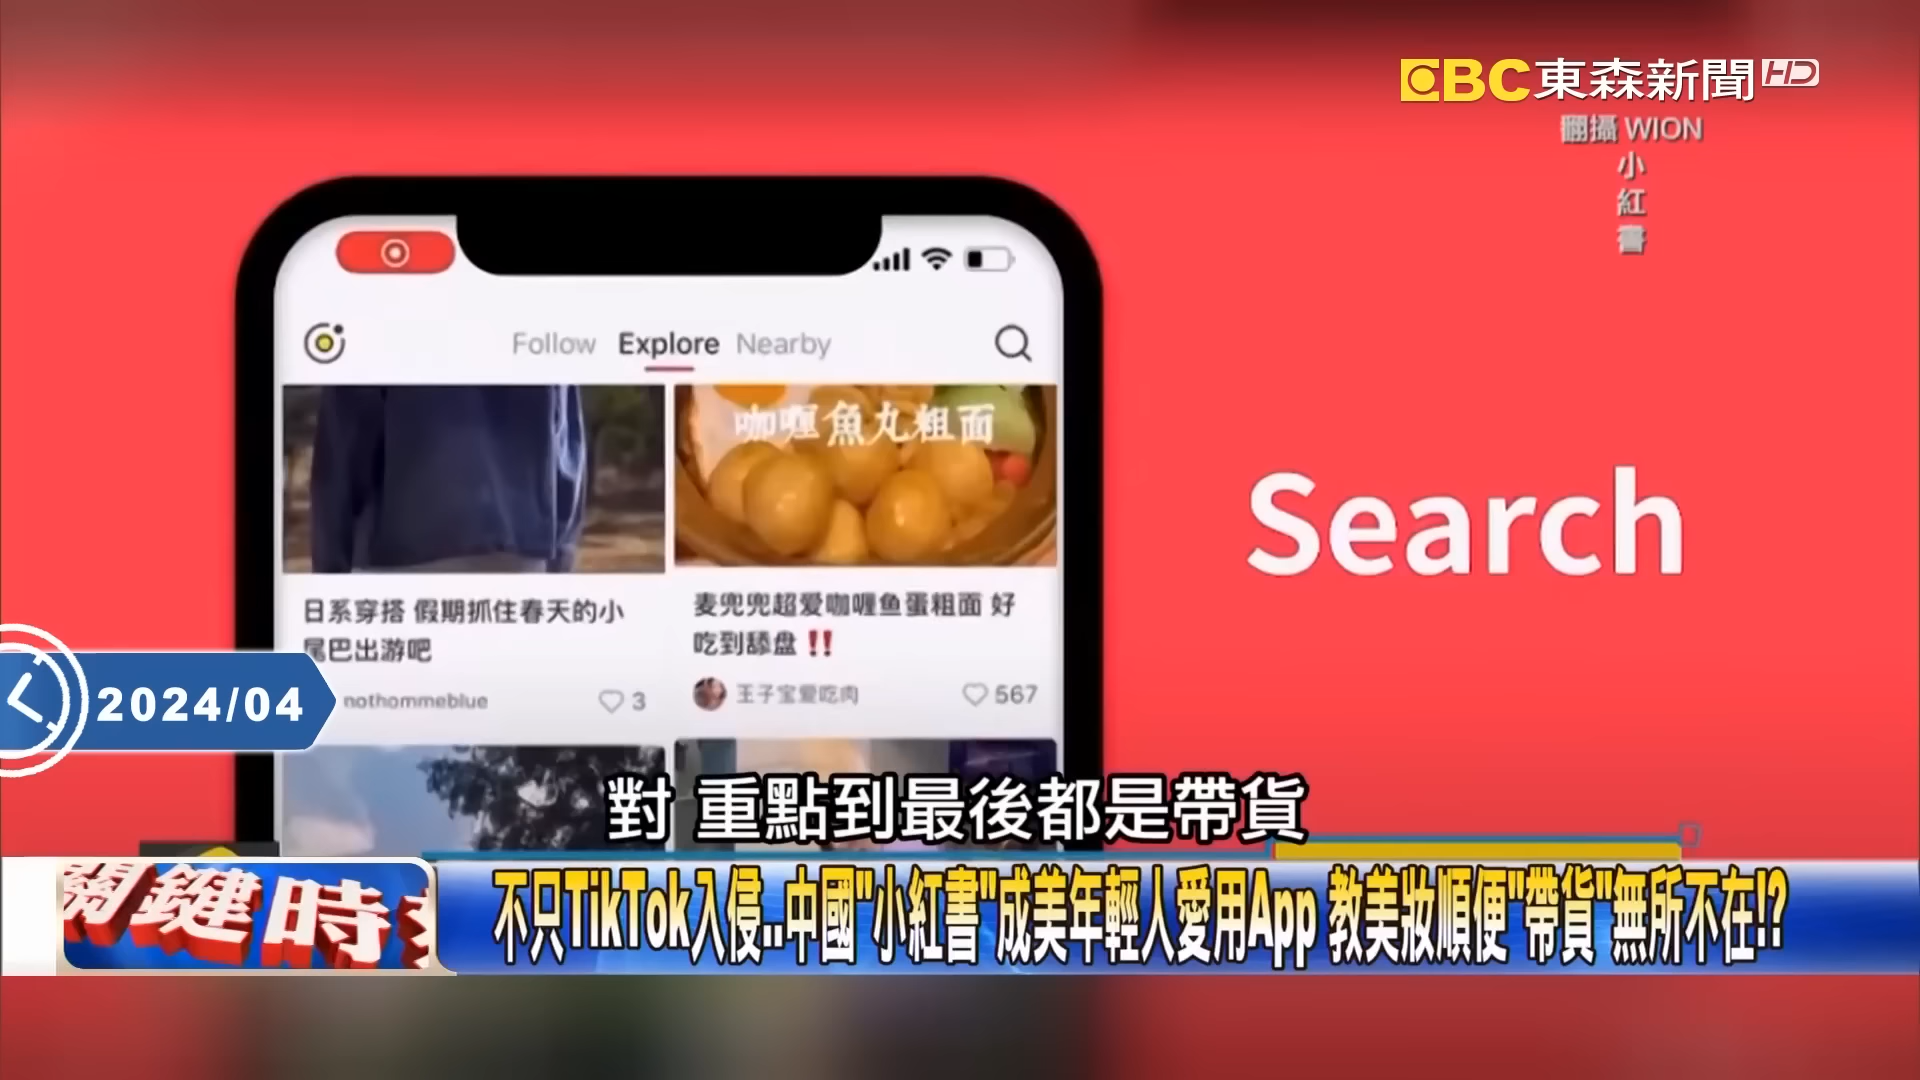 EBC東森新聞HD
翻攝 WION
小紅書
Follow Explore Nearby
咖喱魚丸粗面
Search
日系穿搭 假期抓住春天的小
尾巴出游吧
nothommeblue 3
麦兜兜超爱咖喱鱼蛋粗面 好
吃到舔盘 ‼️
王子宝爱吃肉 567
2024/04
對 重點到最後都是帶貨
關鍵時
不只TikTok入侵..中國"小紅書"成美年輕人愛用App 教美妝順便"帶貨"無所不在!?